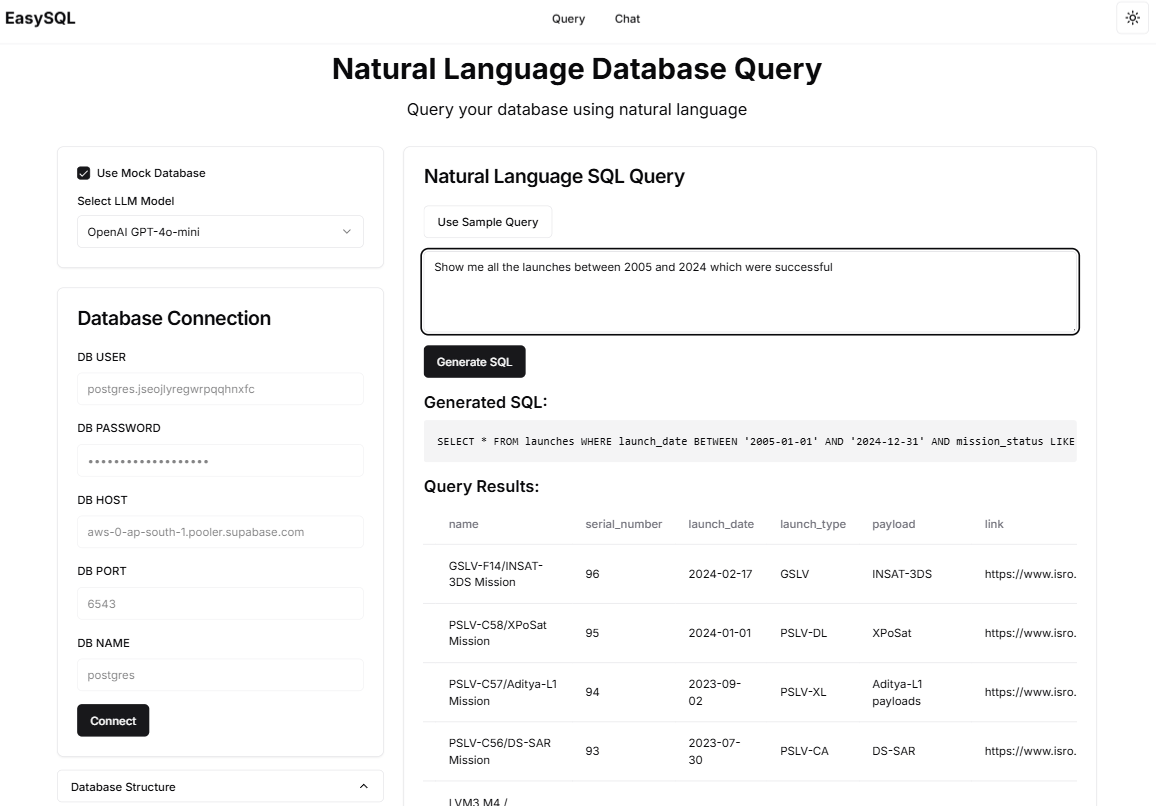 EasySQL
Query
Chat
Natural Language Database Query
Query your database using natural language
Use Mock Database
Select LLM Model
OpenAI GPT-4o-mini
Database Connection
DB USER
postgres.jseojlyregwrpqqhnxfc
DB PASSWORD
•••••••••••••••••••
DB HOST
aws-0-ap-south-1.pooler.supabase.com
DB PORT
6543
DB NAME
postgres
Connect
Database Structure
Natural Language SQL Query
Use Sample Query
Show me all the launches between 2005 and 2024 which were successful
Generate SQL
Generated SQL:
SELECT * FROM launches WHERE launch_date BETWEEN '2005-01-01' AND '2024-12-31' AND mission_status LIKE
Query Results:
name serial_number launch_date launch_type payload link
GSLV-F14/INSAT-
3DS Mission
96 2024-02-17 GSLV INSAT-3DS https://www.isro.
PSLV-C58/XPoSat
Mission
95 2024-01-01 PSLV-DL XPoSat https://www.isro.
PSLV-C57/Aditya-L1
Mission
94
2023-09-
02
PSLV-XL
Aditya-L1
payloads
https://www.isro.
PSLV-C56/DS-SAR
Mission
93
2023-07-
30
PSLV-CA DS-SAR https://www.isro.
LVM3 M4 /